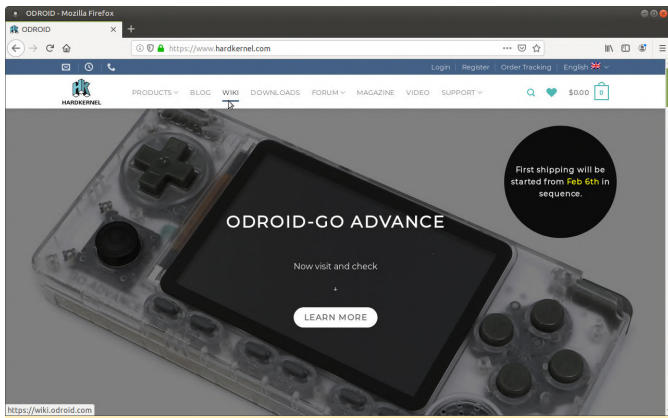 ODROID - Mozilla Firefox
ODROID
https://www.hardkernel.com
Login Register Order Tracking English
HARDKERNEL
PRODUCTS BLOG WIKI DOWNLOADS FORUM MAGAZINE VIDEO SUPPORT $0.00 0
First shipping will be
started from Feb 6th in
sequence.
ODROID-GO ADVANCE
Now visit and check
↓
LEARN MORE
https://wiki.odroid.com